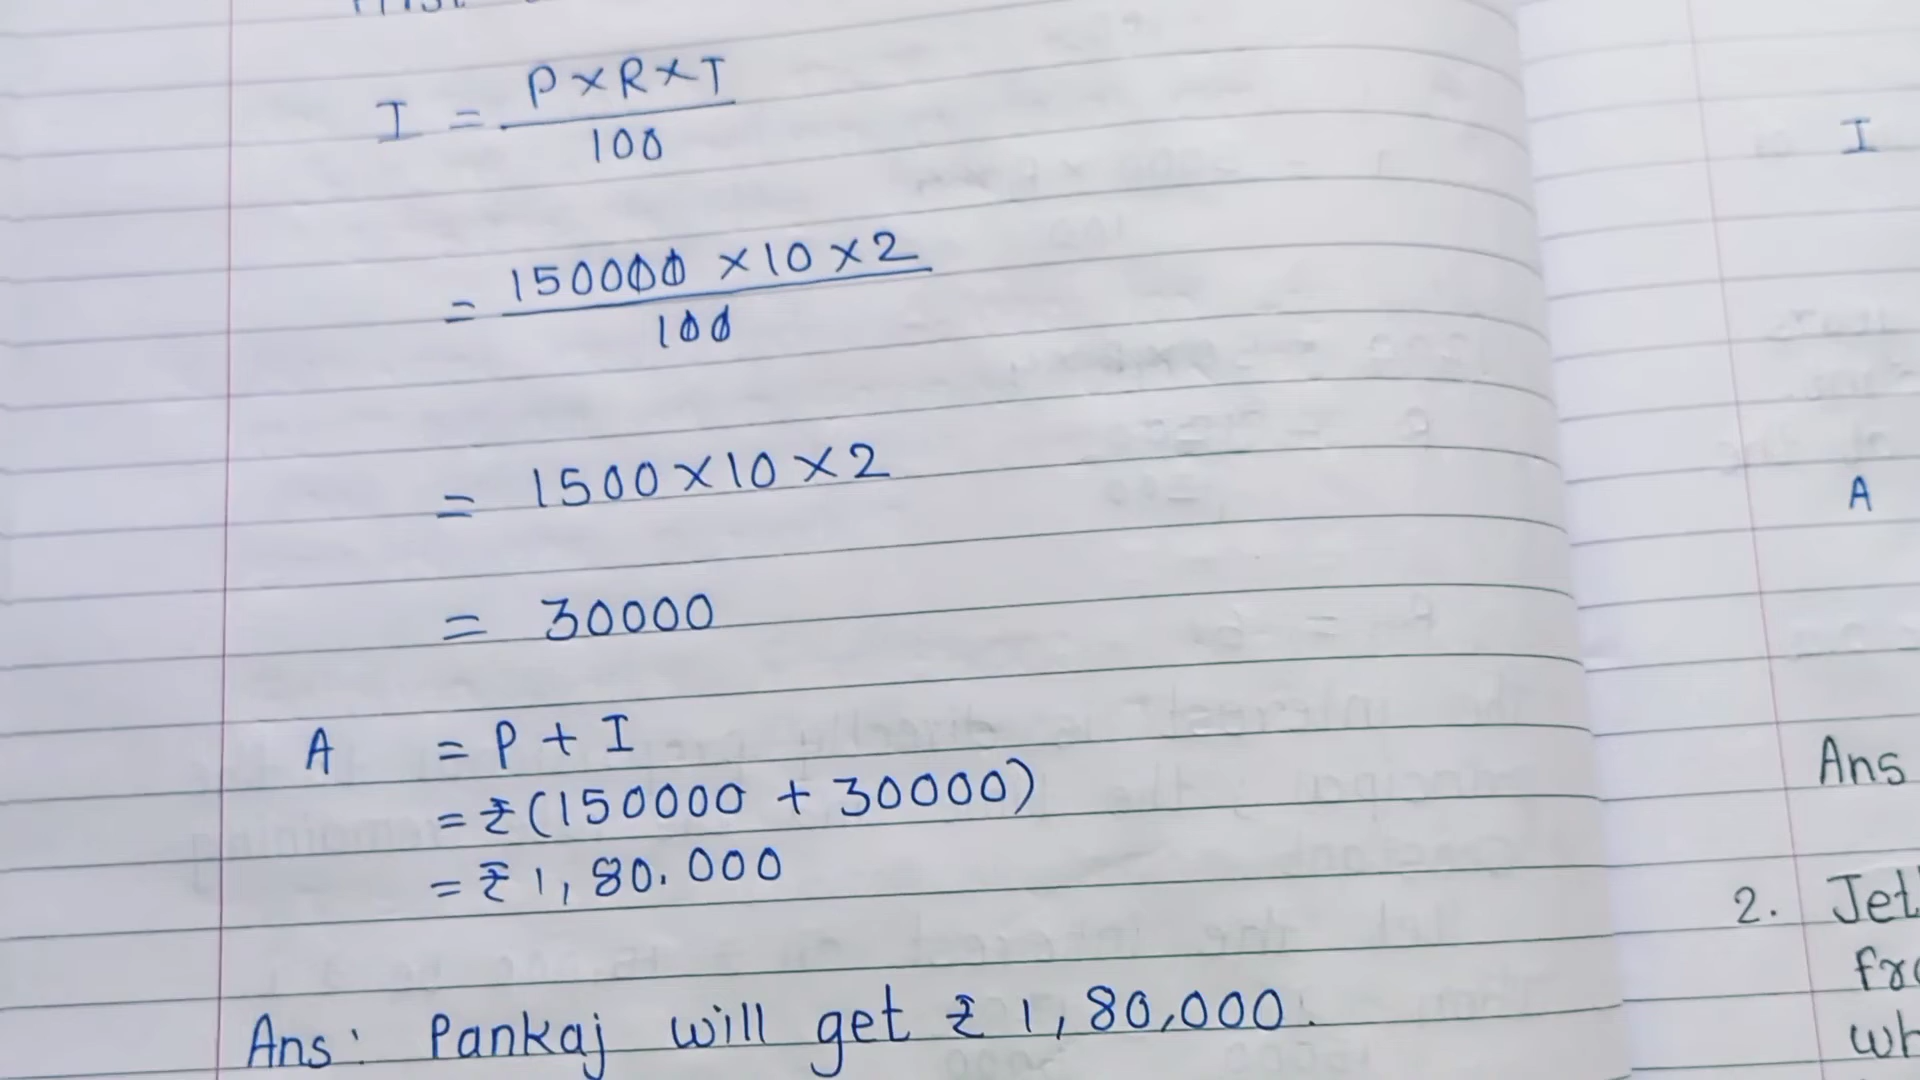 I = P × R × T
100
= 150000 × 10 × 2
100
= 1500 × 10 × 2
= 30000
A = P + I
= ₹ (150000 + 30000)
= ₹ 1, 80.000
Ans: Pankaj will get ₹ 1, 80,000.
I
A
Ans
2.